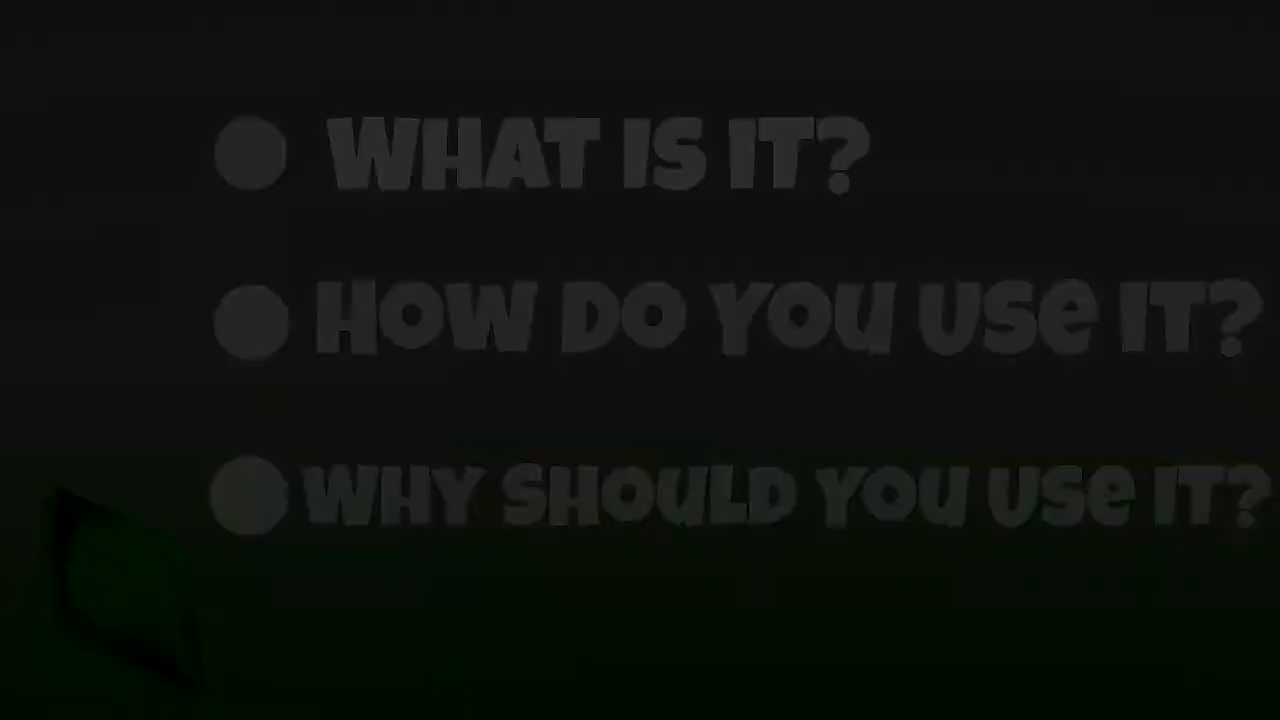 ● WHAT IS IT?
● HOW DO YOU USE IT?
● WHY SHOULD YOU USE IT?